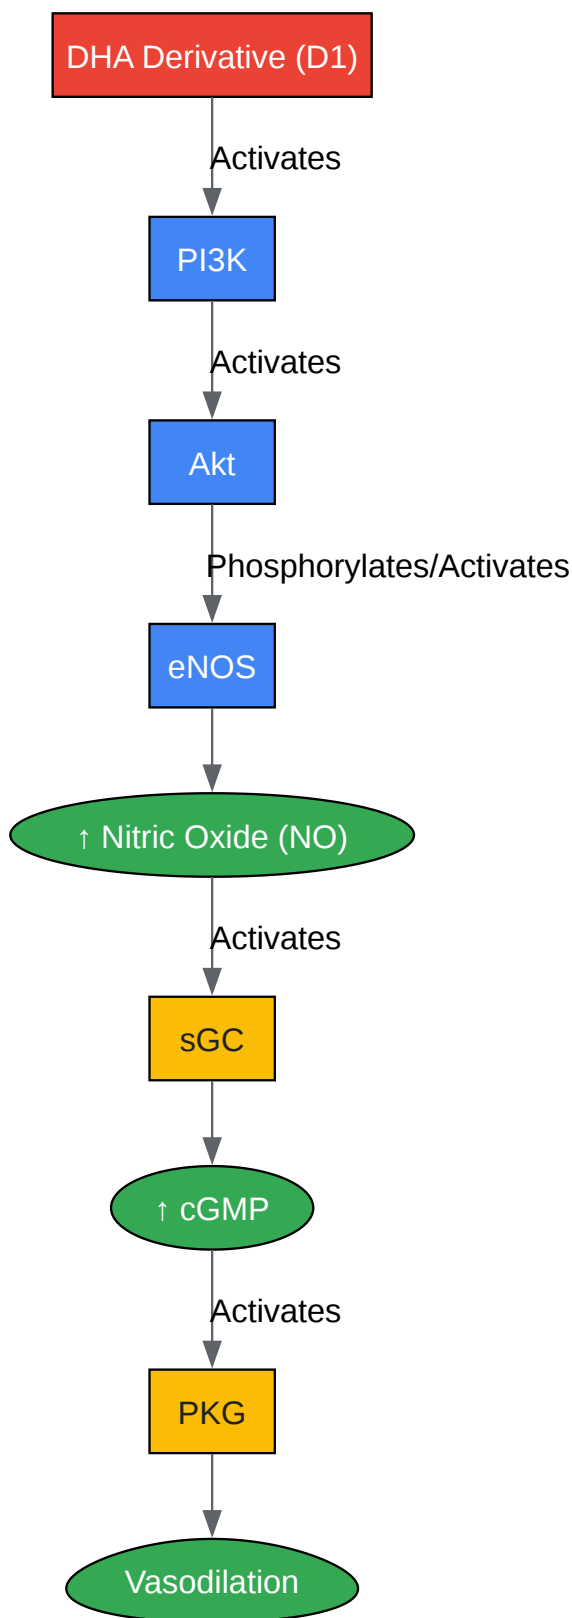 DHA Derivative (D1)
Activates
PI3K
Activates
Akt
Phosphorylates/Activates
eNOS
↑ Nitric Oxide (NO)
Activates
sGC
↑ cGMP
Activates
PKG
Vasodilation